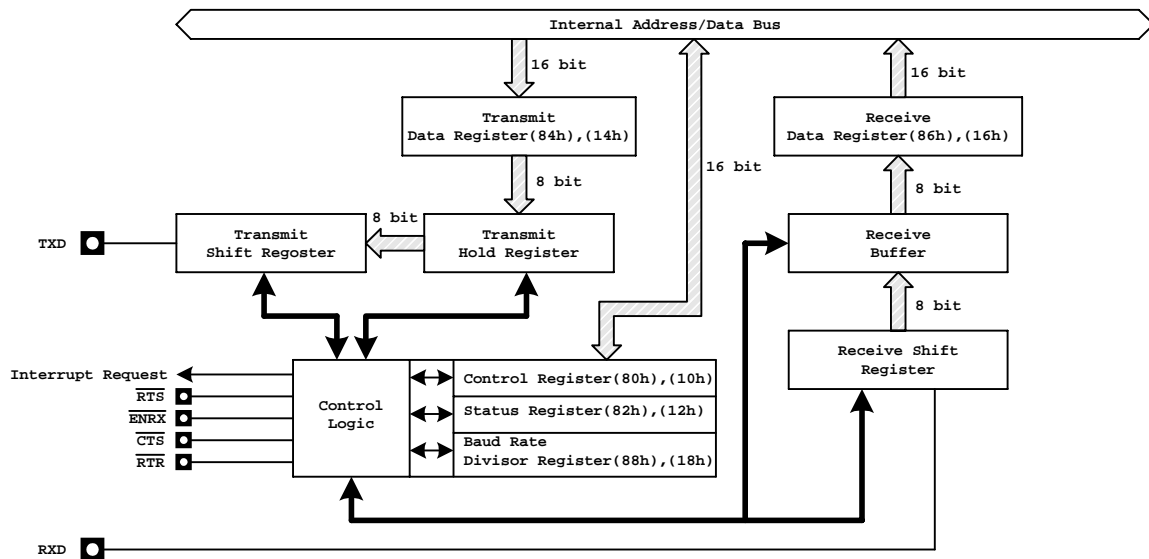 Internal Address/Data Bus
16 bit
16 bit
Transmit
Data Register(84h),(14h)
Receive
Data Register(86h),(16h)
16 bit
8 bit
8 bit
TXD
Transmit
Shift Regoster
8 bit
Transmit
Hold Register
Receive
Buffer
8 bit
Receive Shift
Register
Interrupt Request
RTS
ENRX
CTS
RTR
Control
Logic
Control Register(80h),(10h)
Status Register(82h),(12h)
Baud Rate
Divisor Register(88h),(18h)
RXD